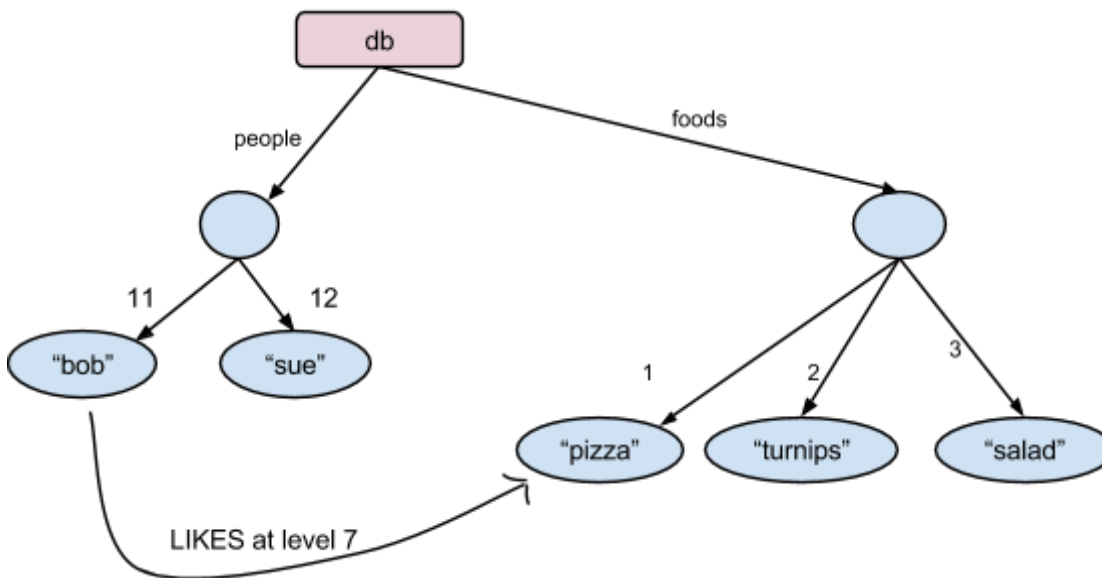 db
people
foods
11
12
“bob”
“sue”
1
2
3
“pizza”
“turnips”
“salad”
LIKES at level 7